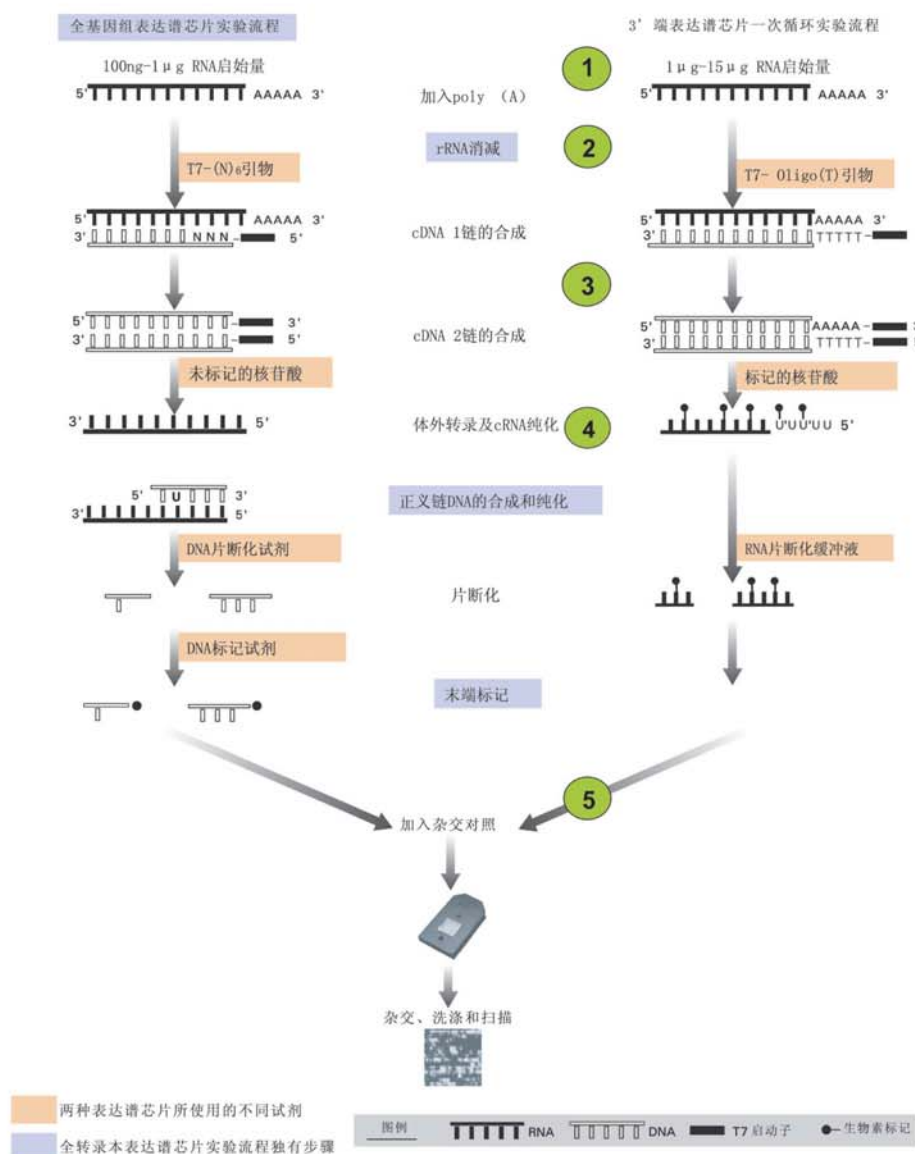 全基因组表达谱芯片实验流程
3' 端表达谱芯片一次循环实验流程
100ng-1μg RNA启始量
1
1μg-15μg RNA启始量
5' AAAAA 3'
加入poly （A）
5' AAAAA 3'
rRNA消减
2
T7-(N)₆引物
T7- Oligo(T)引物
5' AAAAA 3'
3' N N N 5'
cDNA 1链的合成
5' AAAAA 3'
3' TTTTT
3
5' 3'
3' 5'
cDNA 2链的合成
5' AAAAA 3'
3' TTTTT 5'
未标记的核苷酸
标记的核苷酸
3' 5'
体外转录及cRNA纯化
4
U'UU'UU 5'
5' U 3'
3' 5'
正义链DNA的合成和纯化
DNA片断化试剂
RNA片断化缓冲液
片断化
DNA标记试剂
末端标记
5
加入杂交对照
杂交、洗涤和扫描
两种表达谱芯片所使用的不同试剂
全转录本表达谱芯片实验流程独有步骤
图例 RNA DNA T7 启动子 生物素标记